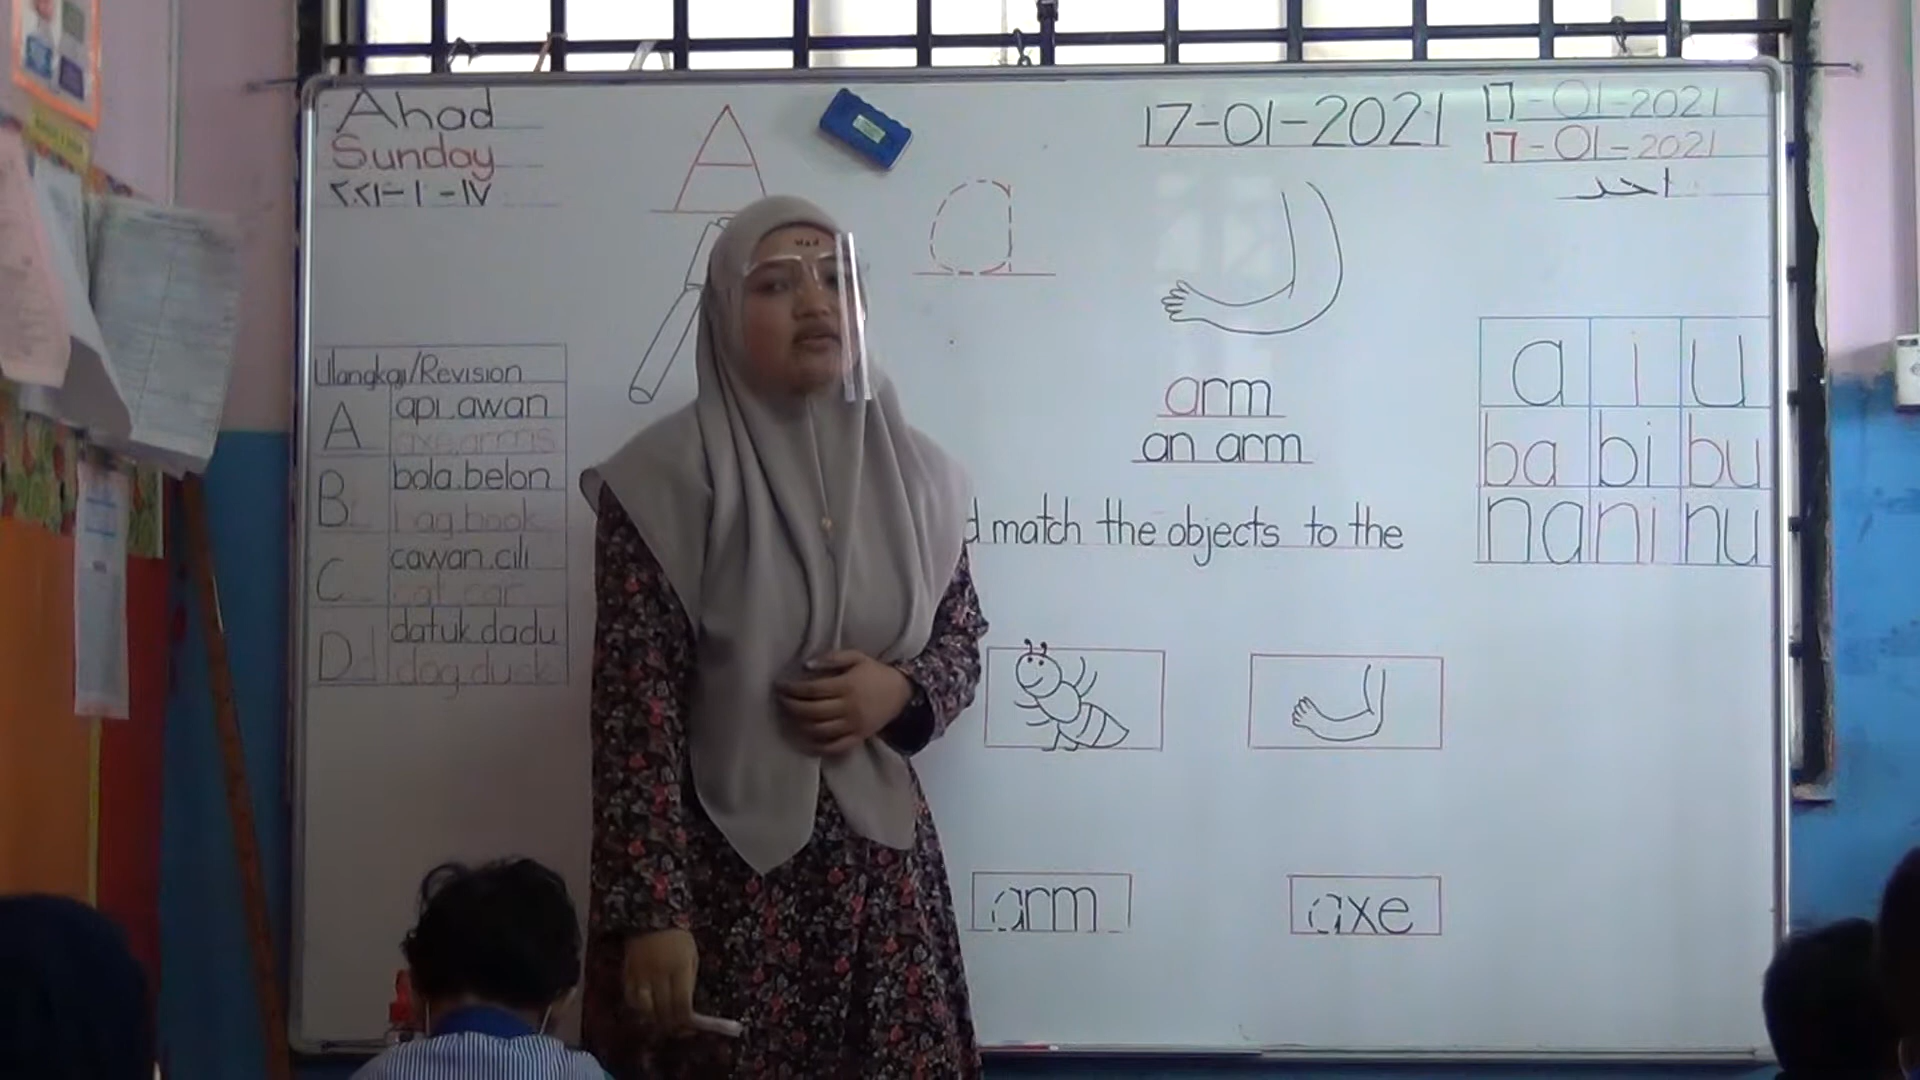 Ahad
Sunday
٢٠٢١-١-١٧
A
a
17-01-2021
17-01-2021
17-01-2021
احد
Ulangkaji/Revision
A
api.awan
axe.arms
B
bola.belon
bag.book
C
cawan.cili
cat.car
Dd
datuk.dadu
dog.duck
arm
an arm
match the objects to the
a i u
ba bi bu
na ni nu
arm
axe